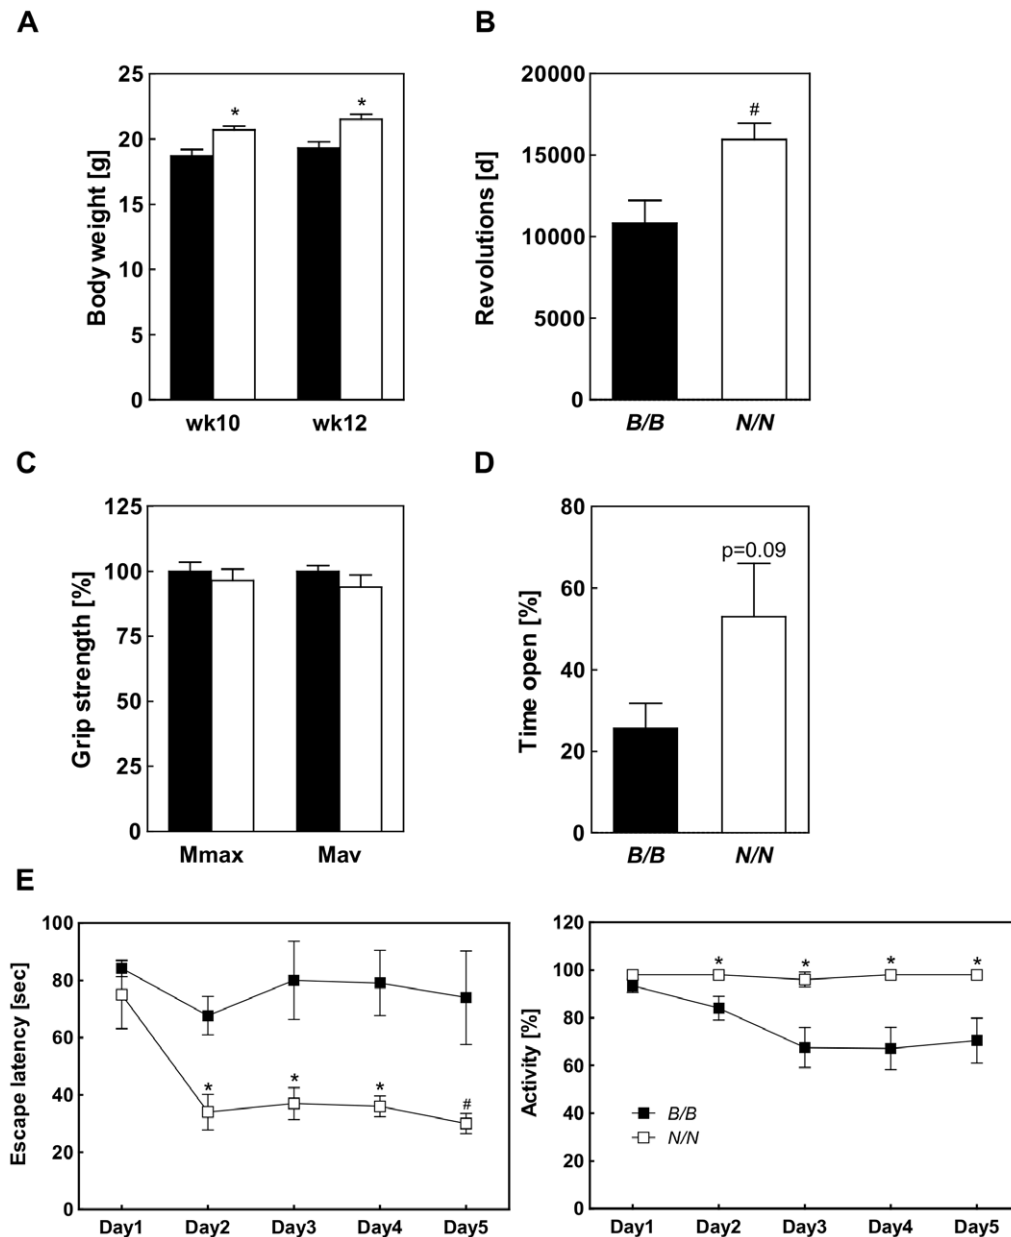 A
Body weight [g]
25
20
15
10
5
0
*
*
wk10
wk12
B
Revolutions [d]
20000
15000
10000
5000
0
#
B/B
N/N
C
Grip strength [%]
125
100
75
50
25
0
Mmax
Mav
D
Time open [%]
80
60
40
20
0
p=0.09
B/B
N/N
E
Escape latency [sec]
100
80
60
40
20
0
*
*
*
#
Day1
Day2
Day3
Day4
Day5
Activity [%]
120
100
80
60
40
20
0
*
*
*
*
B/B
N/N
Day1
Day2
Day3
Day4
Day5